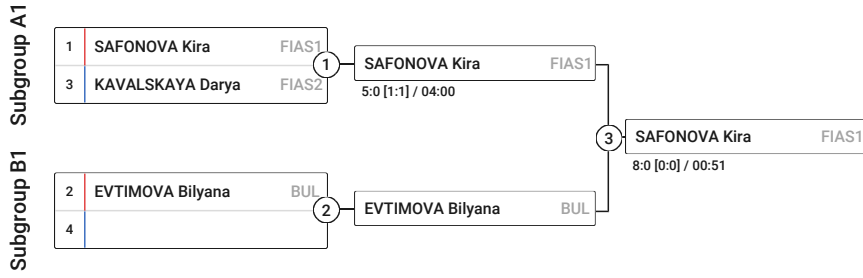 Subgroup A1
1 SAFONOVA Kira FIAS1
3 KAVALSKAYA Darya FIAS2
1
SAFONOVA Kira FIAS1
5:0 [1:1] / 04:00
Subgroup B1
2 EVTIMOVA Bilyana BUL
4
2
EVTIMOVA Bilyana BUL
3
SAFONOVA Kira FIAS1
8:0 [0:0] / 00:51